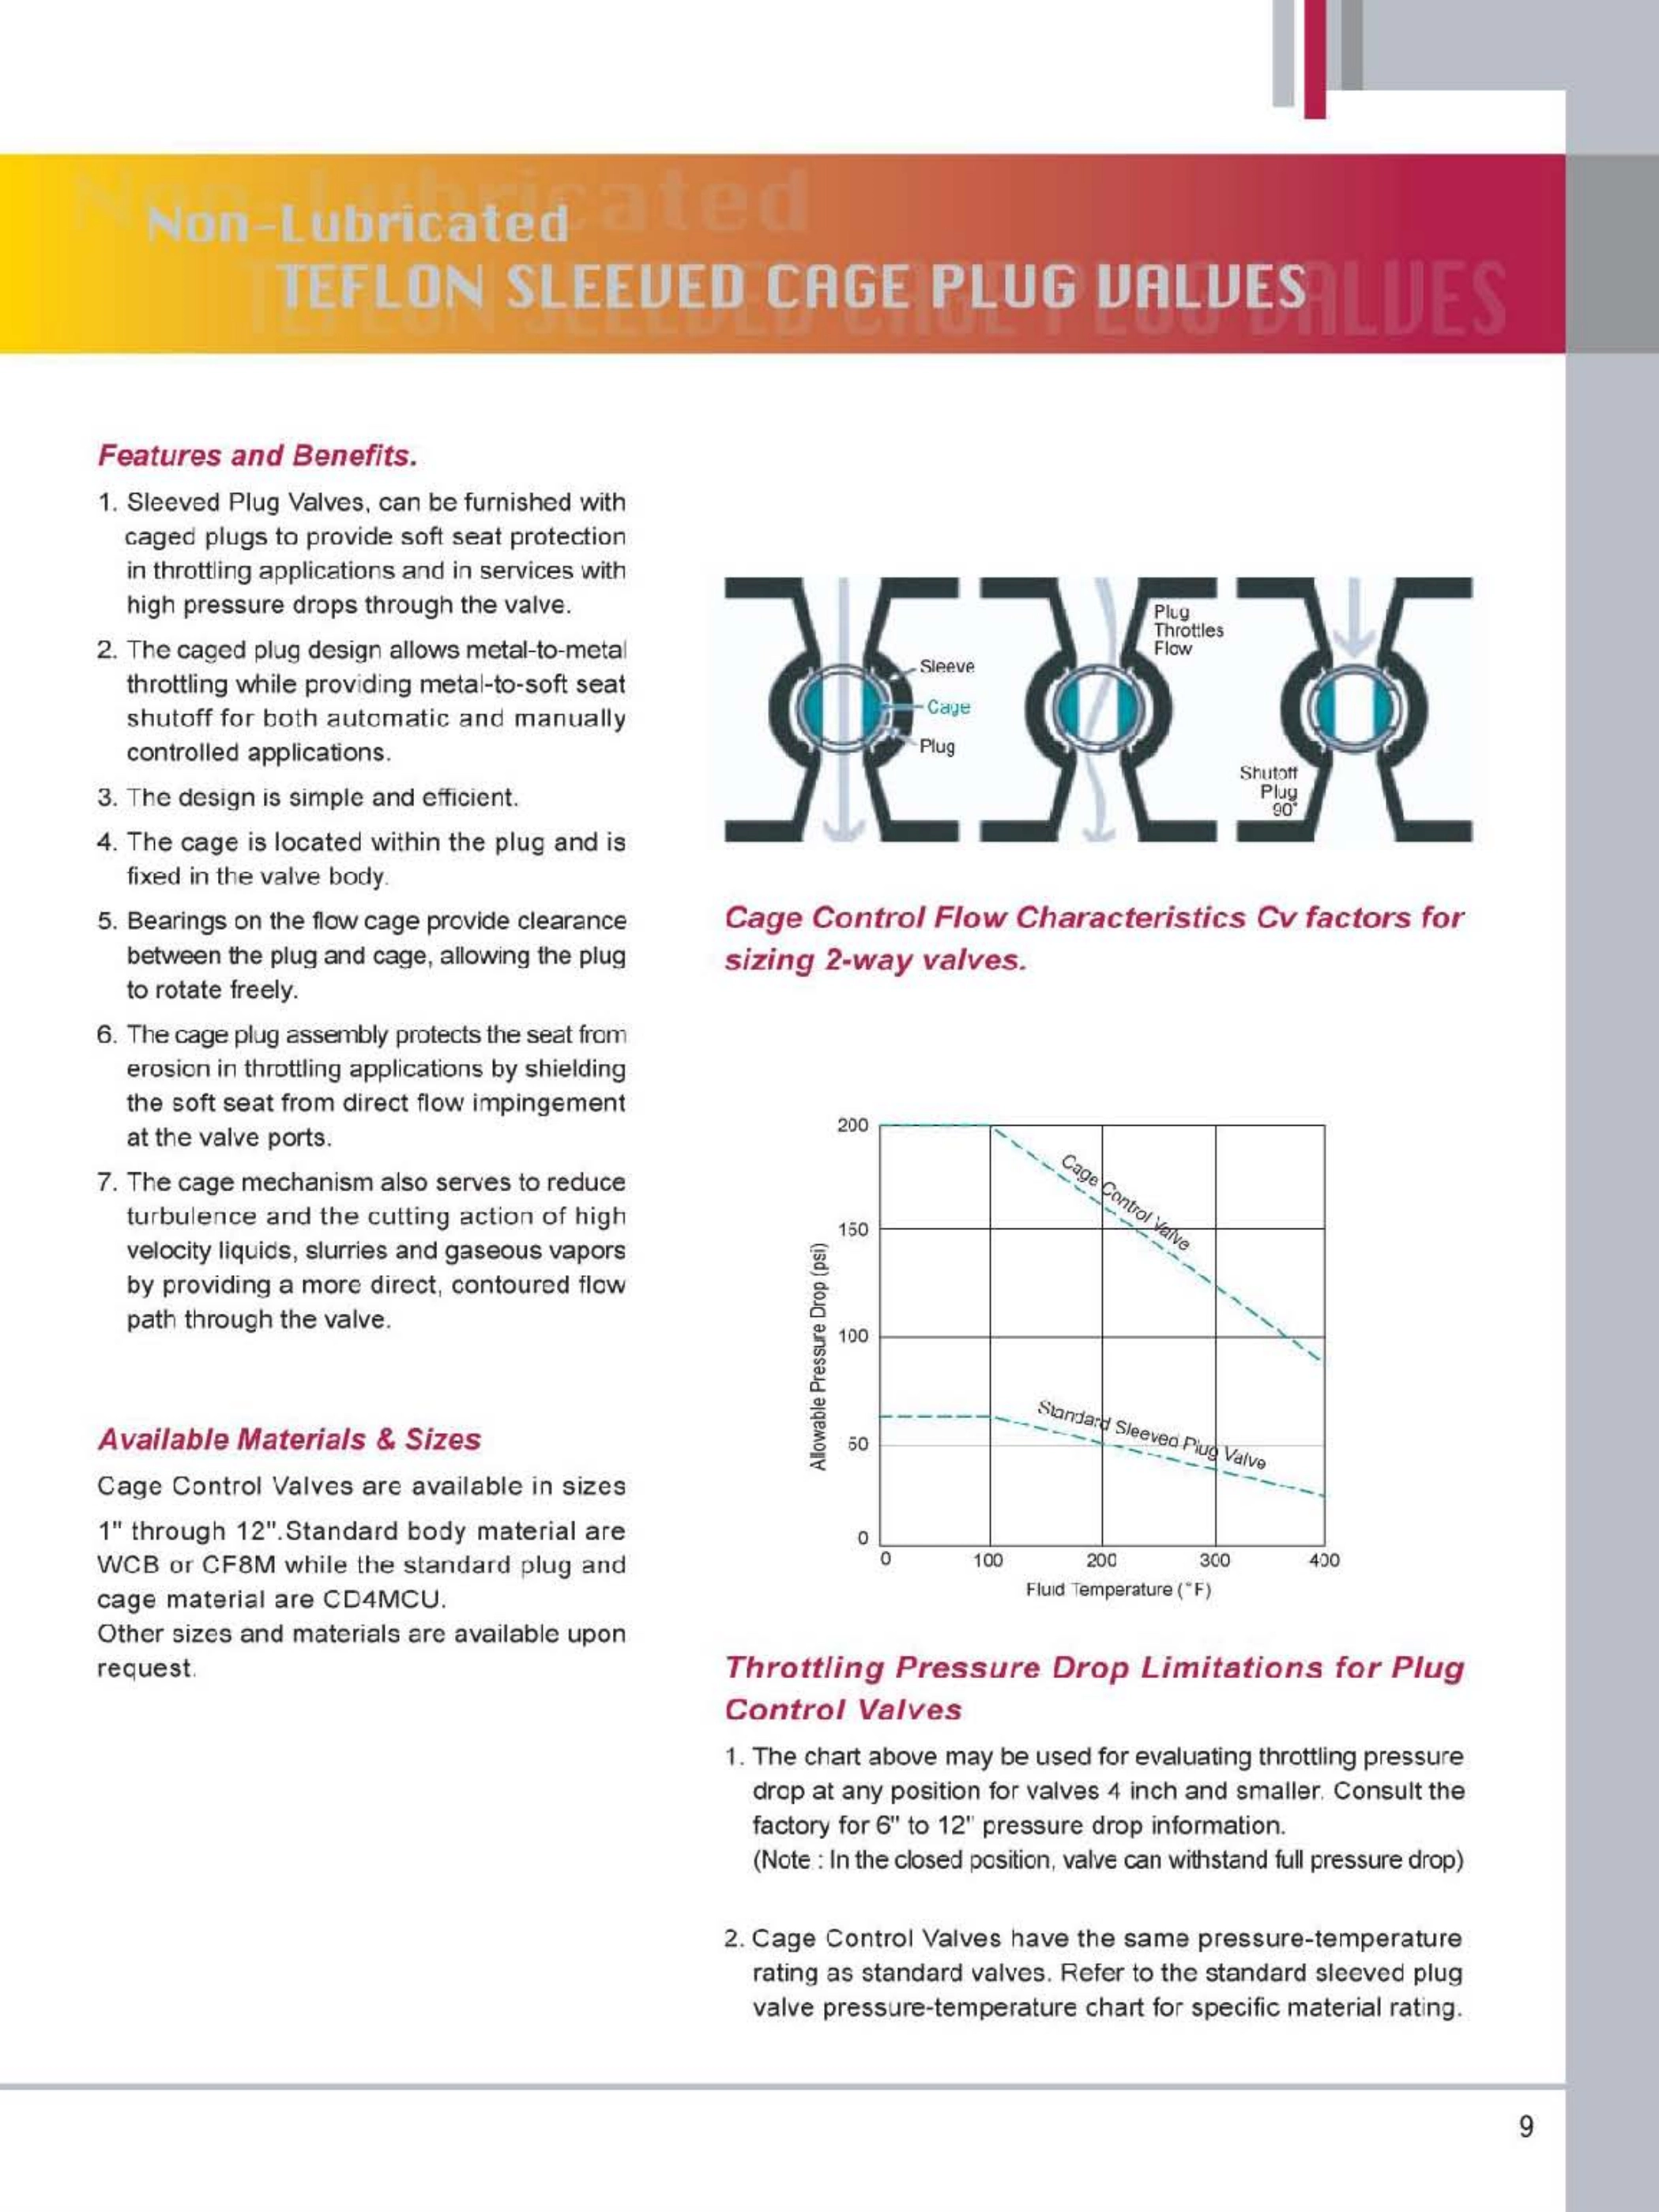 Non-Lubricated
TEFLON SLEEVED CAGE PLUG VALVES
Features and Benefits.
1. Sleeved Plug Valves, can be furnished with
caged plugs to provide soft seat protection
in throttling applications and in services with
high pressure drops through the valve.
2. The caged plug design allows metal-to-metal
throttling while providing metal-to-soft seat
shutoff for both automatic and manually
controlled applications.
3. The design is simple and efficient.
4. The cage is located within the plug and is
fixed in the valve body.
5. Bearings on the flow cage provide clearance
between the plug and cage, allowing the plug
to rotate freely.
6. The cage plug assembly protects the seat from
erosion in throttling applications by shielding
the soft seat from direct flow impingement
at the valve ports.
7. The cage mechanism also serves to reduce
turbulence and the cutting action of high
velocity liquids, slurries and gaseous vapors
by providing a more direct, contoured flow
path through the valve.
Available Materials & Sizes
Cage Control Valves are available in sizes
1" through 12".Standard body material are
WCB or CF8M while the standard plug and
cage material are CD4MCU.
Other sizes and materials are available upon
request.
Sleeve
Cage
Plug
Plug
Throttles
Flow
Shutoff
Plug
90°
Cage Control Flow Characteristics Cv factors for
sizing 2-way valves.
200
150
100
50
0
Allowable Pressure Drop (psi)
Cage Control Valve
Standard Sleeved Plug Valve
0 100 200 300 400
Fluid Temperature (°F)
Throttling Pressure Drop Limitations for Plug
Control Valves
1. The chart above may be used for evaluating throttling pressure
drop at any position for valves 4 inch and smaller. Consult the
factory for 6" to 12" pressure drop information.
(Note : In the closed position, valve can withstand full pressure drop)
2. Cage Control Valves have the same pressure-temperature
rating as standard valves. Refer to the standard sleeved plug
valve pressure-temperature chart for specific material rating.
9